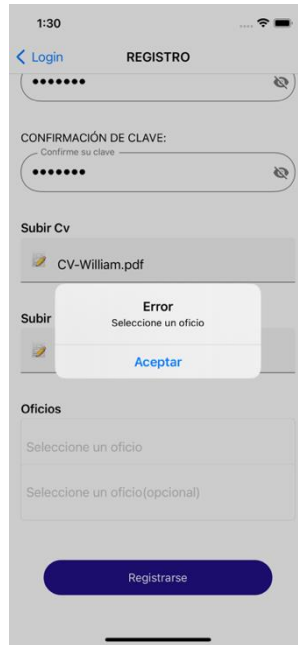 1:30
Login
REGISTRO
CONFIRMACIÓN DE CLAVE:
Confirme su clave
Subir Cv
CV-William.pdf
Subir
Error
Seleccione un oficio
Aceptar
Oficios
Seleccione un oficio
Seleccione un oficio(opcional)
Registrarse